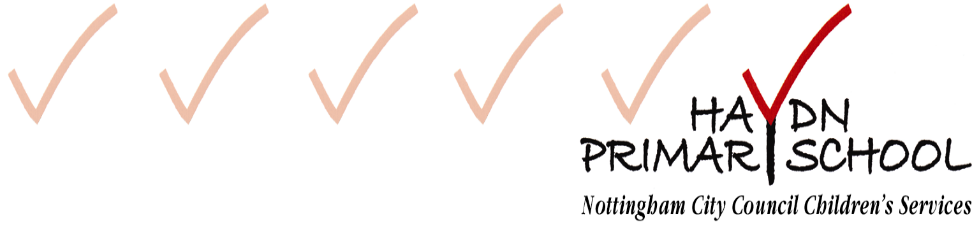 HAYDN
PRIMARY SCHOOL
Nottingham City Council Children's Services